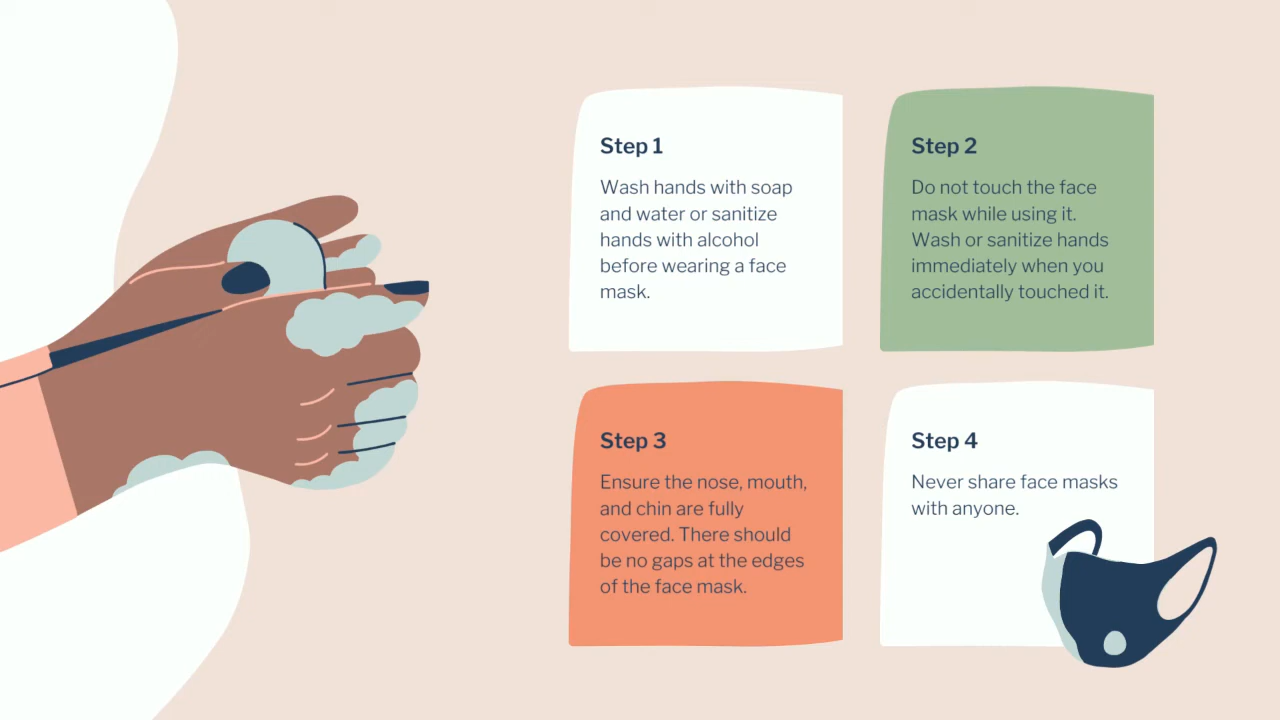 Step 1
Wash hands with soap
and water or sanitize
hands with alcohol
before wearing a face
mask.
Step 2
Do not touch the face
mask while using it.
Wash or sanitize hands
immediately when you
accidentally touched it.
Step 3
Ensure the nose, mouth,
and chin are fully
covered. There should
be no gaps at the edges
of the face mask.
Step 4
Never share face masks
with anyone.